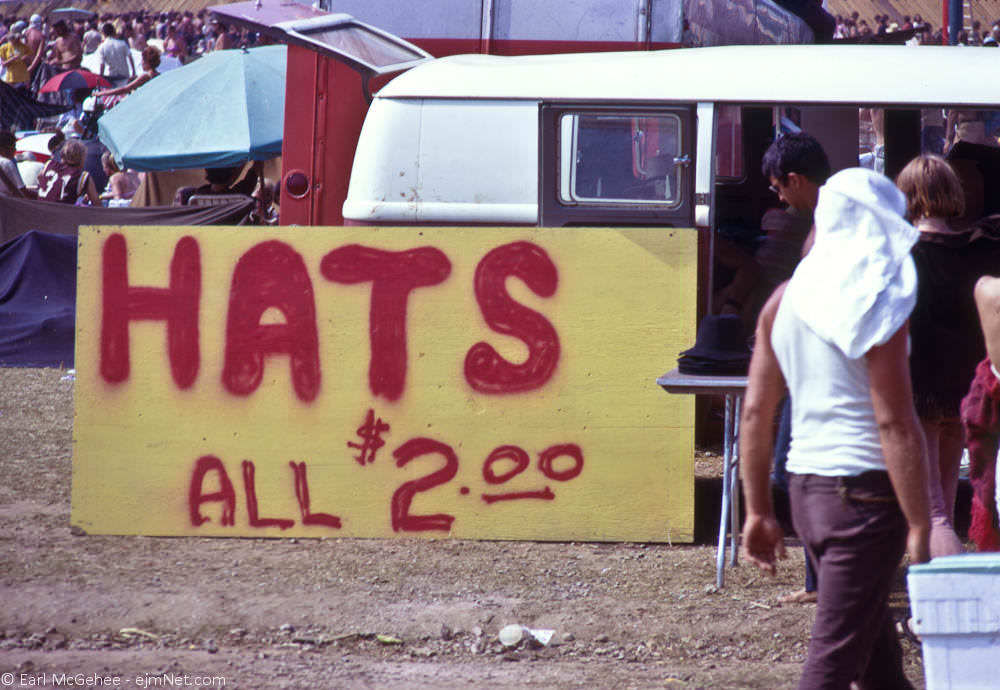 HATS
ALL $2.00
© Earl McGehee - ejmNet.com